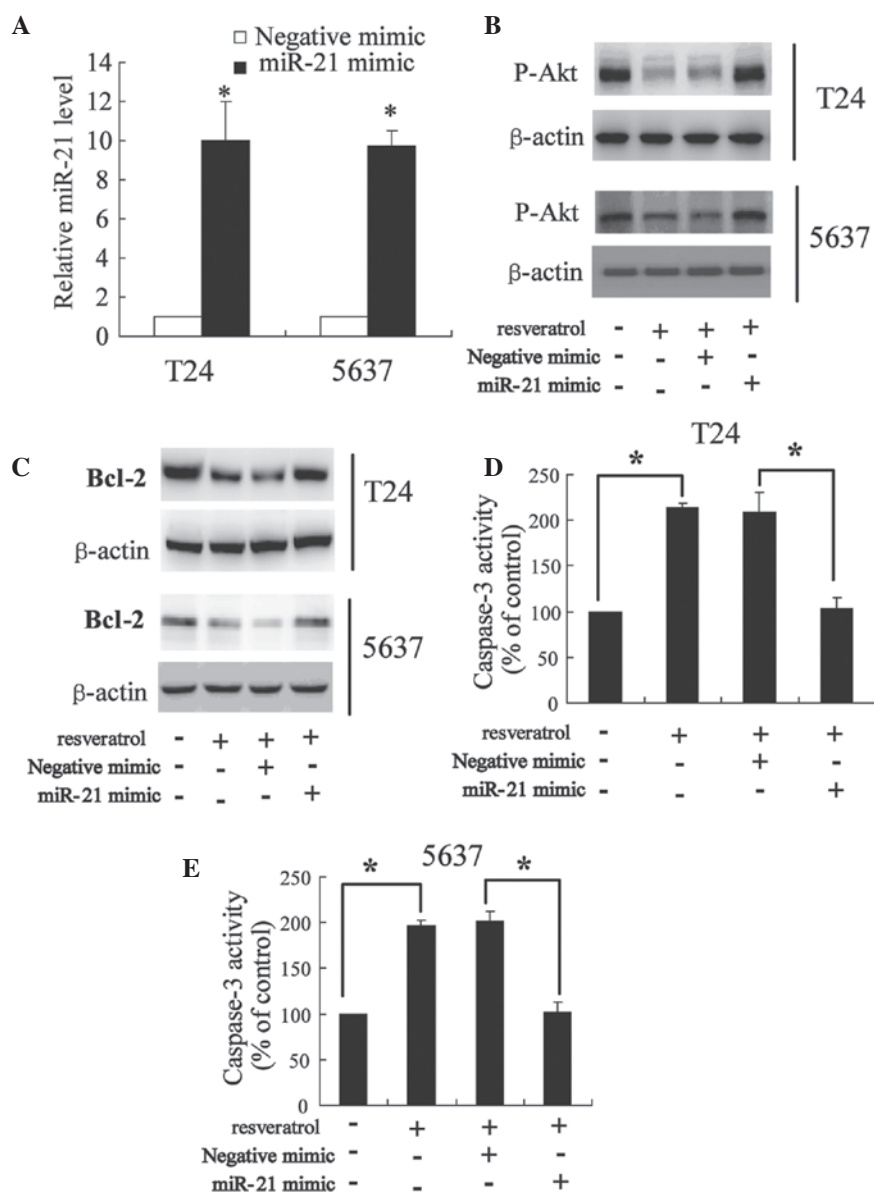 A
Negative mimic
miR-21 mimic
Relative miR-21 level
14
12
10
8
6
4
2
0
*
*
T24
5637
B
P-Akt
β-actin
T24
P-Akt
β-actin
5637
resveratrol - + + +
Negative mimic - - + -
miR-21 mimic - - - +
C
Bcl-2
β-actin
T24
Bcl-2
β-actin
5637
resveratrol - + + +
Negative mimic - - + -
miR-21 mimic - - - +
D
T24
Caspase-3 activity
(% of control)
250
200
150
100
50
0
*
*
resveratrol - + + +
Negative mimic - - + -
miR-21 mimic - - - +
E
5637
Caspase-3 activity
(% of control)
250
200
150
100
50
0
*
*
resveratrol - + + +
Negative mimic - - + -
miR-21 mimic - - - +